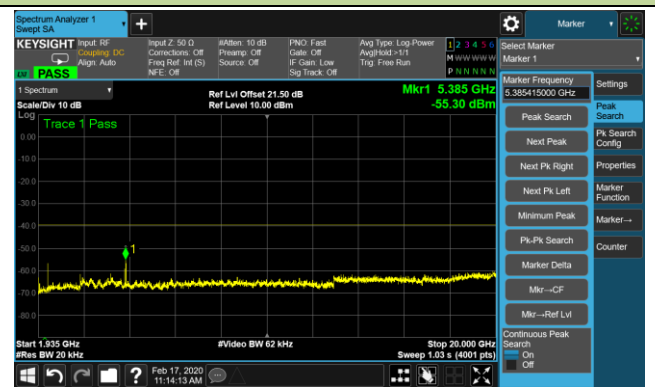 Spectrum Analyzer 1
Swept SA
Marker
KEYSIGHT
Input: RF
Coupling: DC
Align: Auto
Input Z: 50 Ω
Corrections: Off
Freq Ref: Int (S)
NFE: Off
#Atten: 10 dB
Preamp: Off
Source: Off
PNO: Fast
Gate: Off
IF Gain: Low
Sig Track: Off
Avg Type: Log-Power
Avg|Hold:>1/1
Trig: Free Run
1 2 3 4 5 6
M W W W W W
P N N N N N
PASS
Select Marker
Marker 1
1 Spectrum
Ref Lvl Offset 21.50 dB
Mkr1 5.385 GHz
Scale/Div 10 dB
Ref Level 10.00 dBm
-55.30 dBm
Log
Trace 1 Pass
0.00
-10.0
-20.0
-30.0
-40.0
-50.0
-60.0
-70.0
-80.0
1
Start 1.935 GHz
#Video BW 62 kHz
Stop 20.000 GHz
#Res BW 20 kHz
Sweep 1.03 s (4001 pts)
Marker Frequency
5.385415000 GHz
Peak Search
Next Peak
Next Pk Right
Next Pk Left
Minimum Peak
Pk-Pk Search
Marker Delta
Mkr→CF
Mkr→Ref Lvl
Continuous Peak
Search
On
Off
Settings
Peak
Search
Pk Search
Config
Properties
Marker
Function
Marker→
Counter
Feb 17, 2020
11:14:13 AM